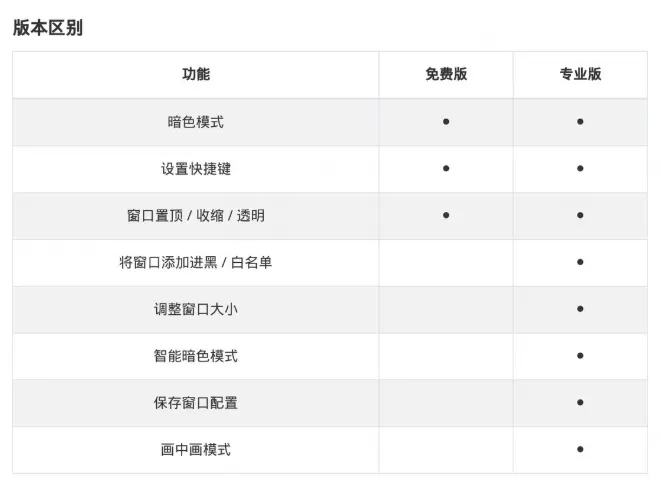 版本区别
功能 免费版 专业版
暗色模式 ● ●
设置快捷键 ● ●
窗口置顶 / 收缩 / 透明 ● ●
将窗口添加进黑 / 白名单 ●
调整窗口大小 ●
智能暗色模式 ●
保存窗口配置 ●
画中画模式 ●